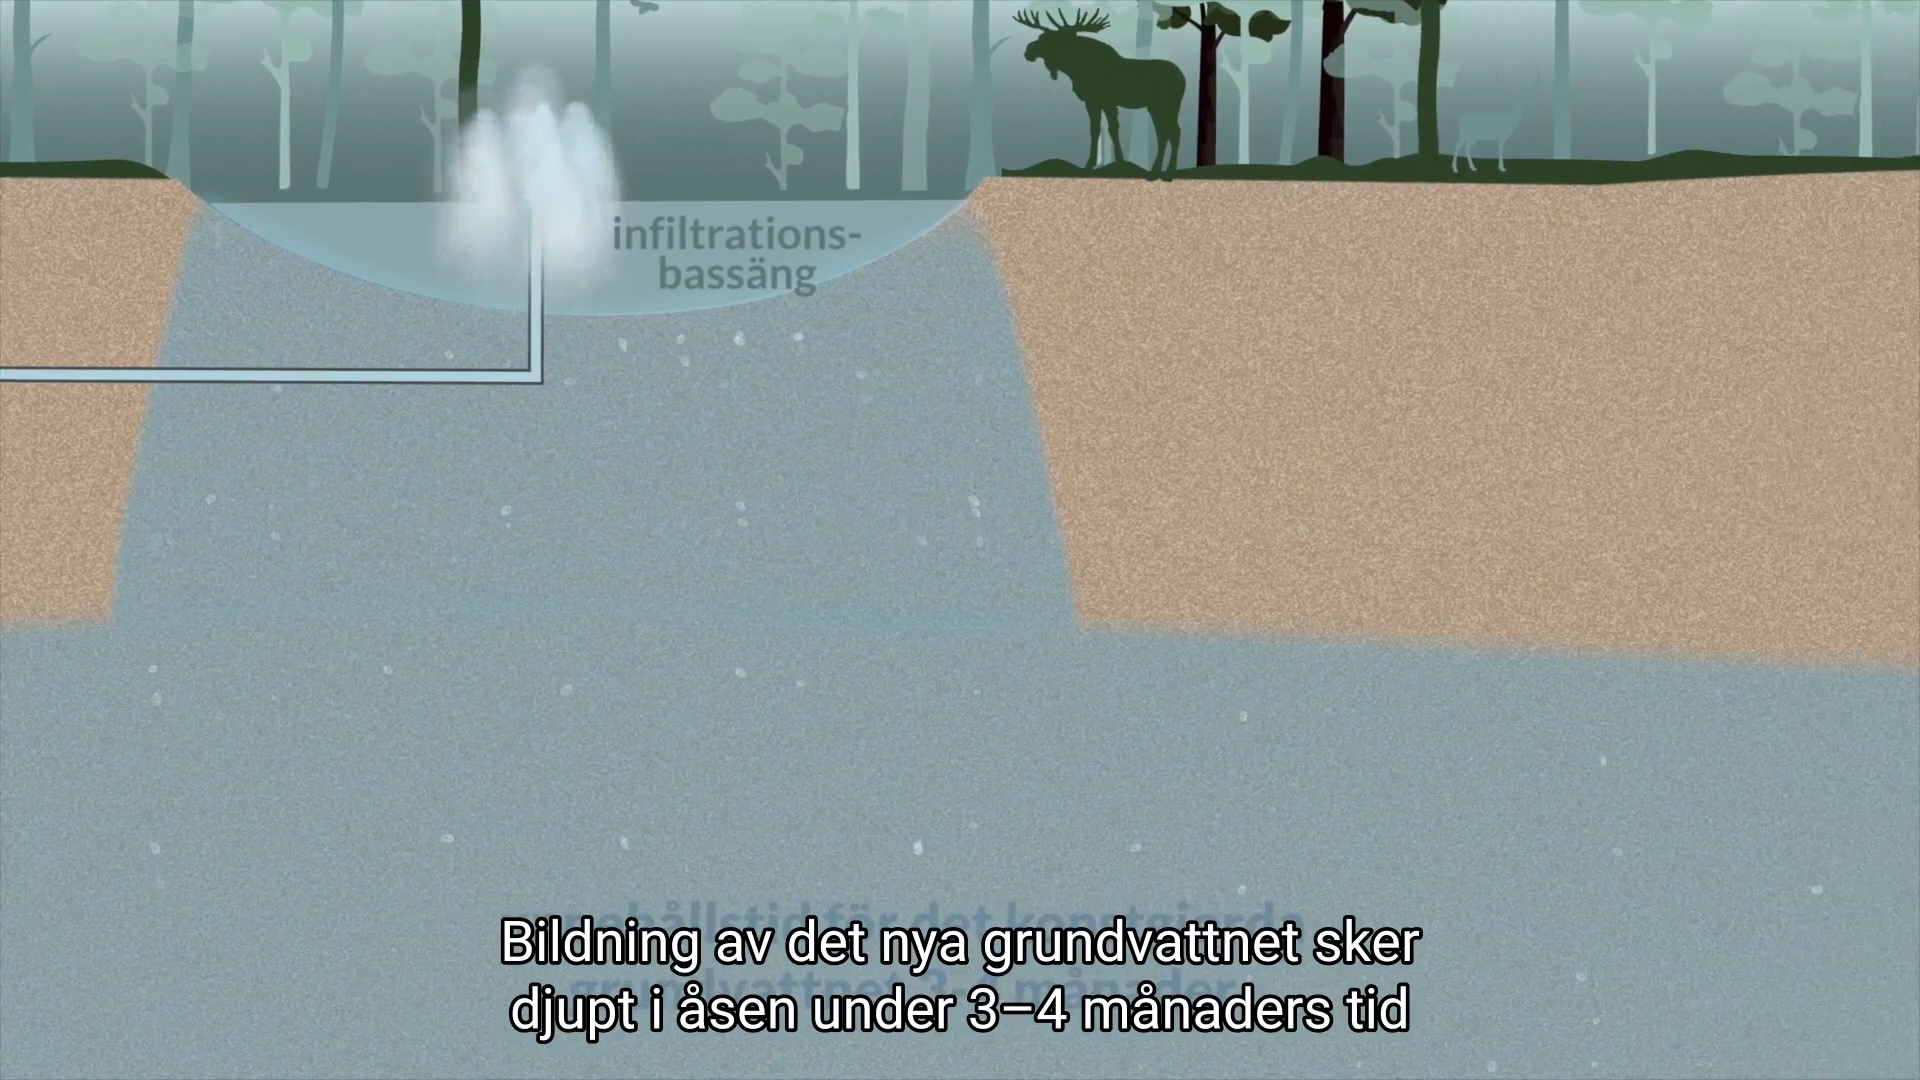 infiltrations-
bassäng
Bildning av det nya grundvattnet sker
djupt i åsen under 3–4 månaders tid